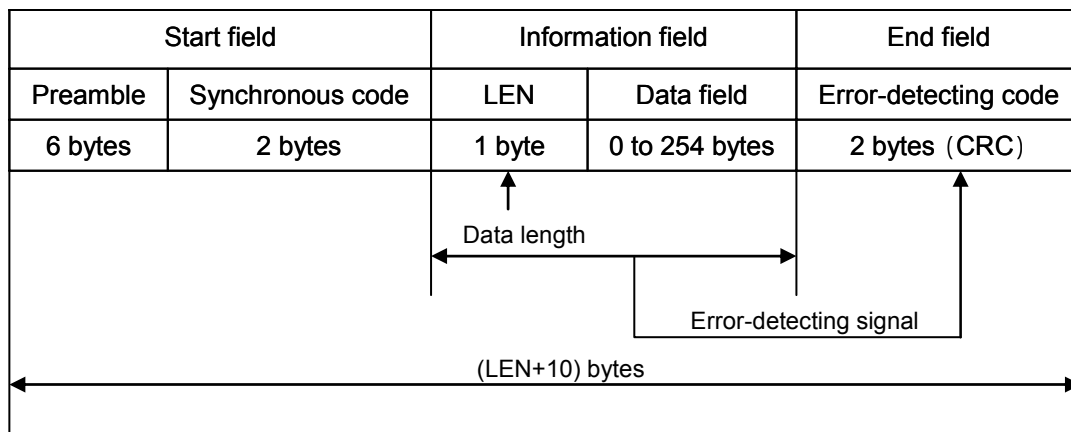 Start field Information field End field
Preamble Synchronous code LEN Data field Error-detecting code
6 bytes 2 bytes 1 byte 0 to 254 bytes 2 bytes (CRC)
Data length
Error-detecting signal
(LEN+10) bytes